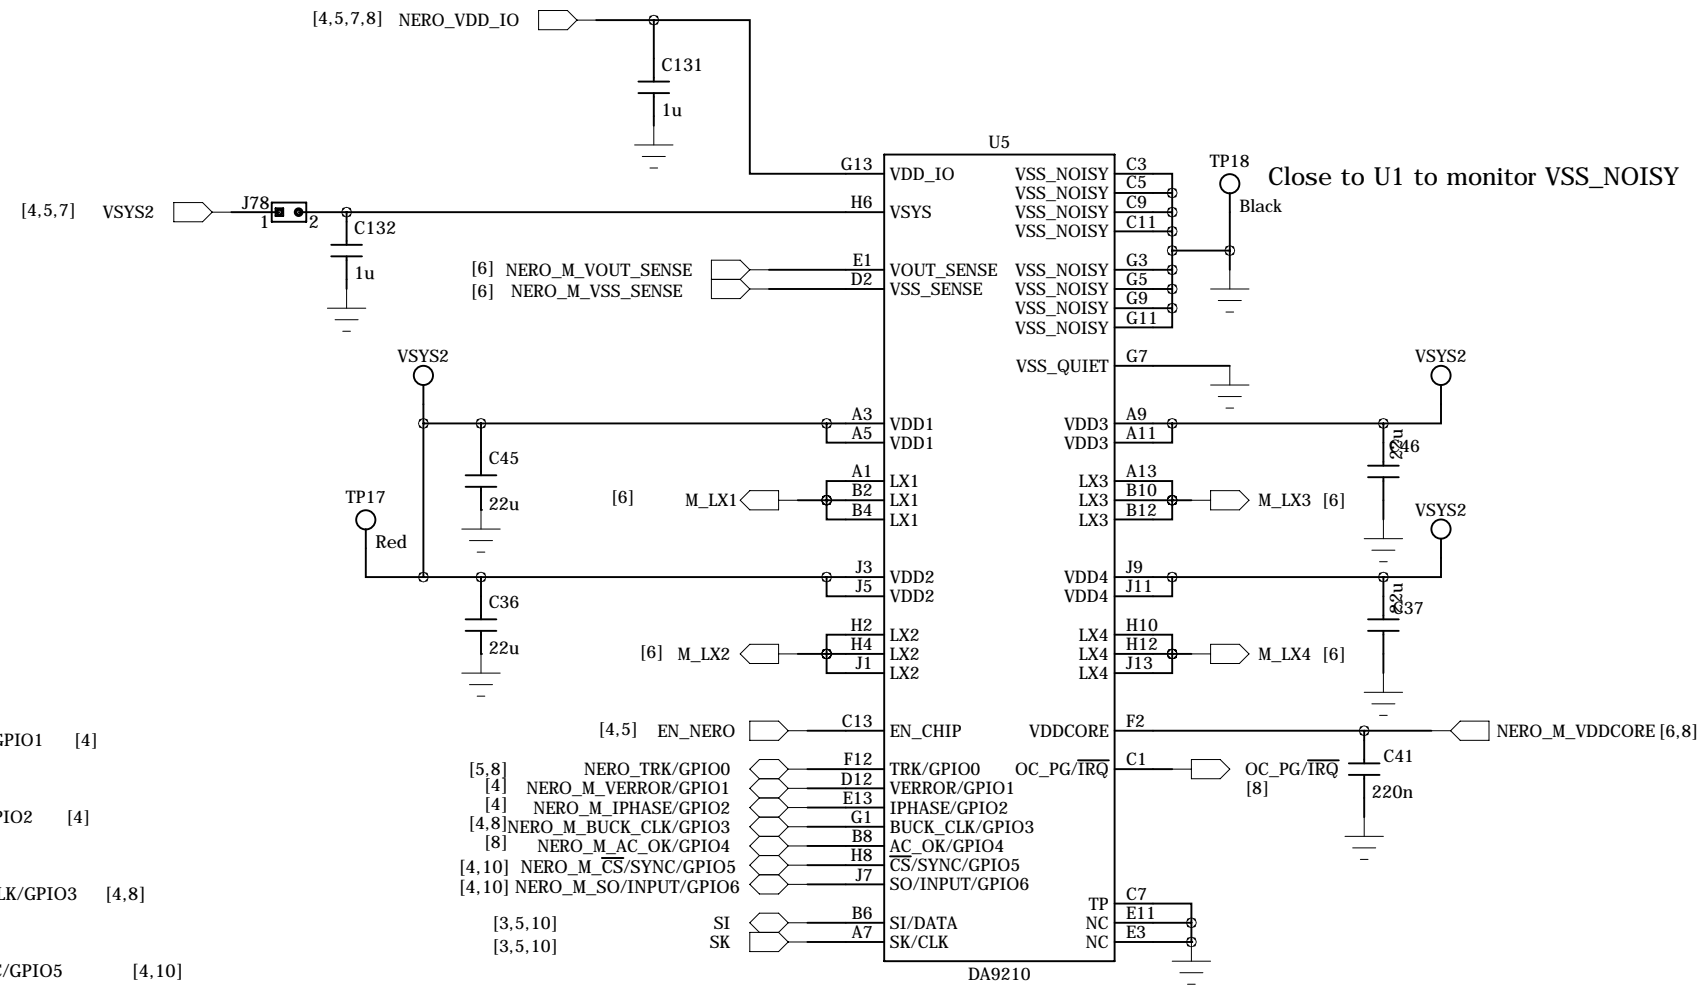 [4,5,7,8] NERO_VDD_IO
C131
1u
U5
G13 VDD_IO
VSS_NOISY C3
VSS_NOISY C5
VSS_NOISY C9
VSS_NOISY C11
TP18
Black
Close to U1 to monitor VSS_NOISY
[4,5,7] VSYS2
J78
1 2
C132
1u
H6 VSYS
[6] NERO_M_VOUT_SENSE E1 VOUT_SENSE
[6] NERO_M_VSS_SENSE D2 VSS_SENSE
VSS_NOISY G3
VSS_NOISY G5
VSS_NOISY G9
VSS_NOISY G11
VSS_QUIET G7
VSYS2
VSYS2
A3 VDD1
A5 VDD1
VDD3 A9
VDD3 A11
C45
22u
C46
22u
[6] M_LX1
A1 LX1
B2 LX1
B4 LX1
LX3 A13
LX3 B10
LX3 B12
M_LX3 [6]
TP17
Red
VSYS2
J3 VDD2
J5 VDD2
VDD4 J9
VDD4 J11
C36
22u
C37
22u
[6] M_LX2
H2 LX2
H4 LX2
J1 LX2
LX4 H10
LX4 H12
LX4 J13
M_LX4 [6]
[4,5] EN_NERO C13 EN_CHIP
VDDCORE F2 NERO_M_VDDCORE [6,8]
C41
220n
[5,8] NERO_TRK/GPIO0 F12 TRK/GPIO0
OC_PG/IRQ C1 OC_PG/IRQ
[8]
[4] NERO_M_VERROR/GPIO1 D12 VERROR/GPIO1
[4] NERO_M_IPHASE/GPIO2 E13 IPHASE/GPIO2
[4,8] NERO_M_BUCK_CLK/GPIO3 G1 BUCK_CLK/GPIO3
[8] NERO_M_AC_OK/GPIO4 B8 AC_OK/GPIO4
[4,10] NERO_M_CS/SYNC/GPIO5 H8 CS/SYNC/GPIO5
[4,10] NERO_M_SO/INPUT/GPIO6 J7 SO/INPUT/GPIO6
[3,5,10] SI B6 SI/DATA
[3,5,10] SK A7 SK/CLK
TP C7
NC E11
NC E3
DA9210
GPIO1 [4]
PIO2 [4]
LK/GPIO3 [4,8]
C/GPIO5 [4,10]